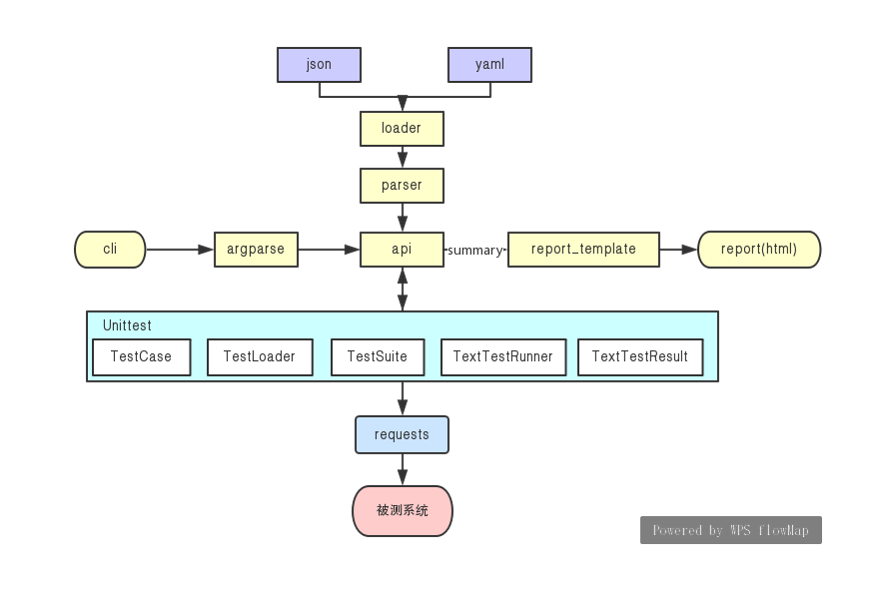 json
yaml
loader
parser
cli
argparse
api
summary
report_template
report(html)
Unittest
TestCase
TestLoader
TestSuite
TextTestRunner
TextTestResult
requests
被测系统
Powered by WPS flowMap